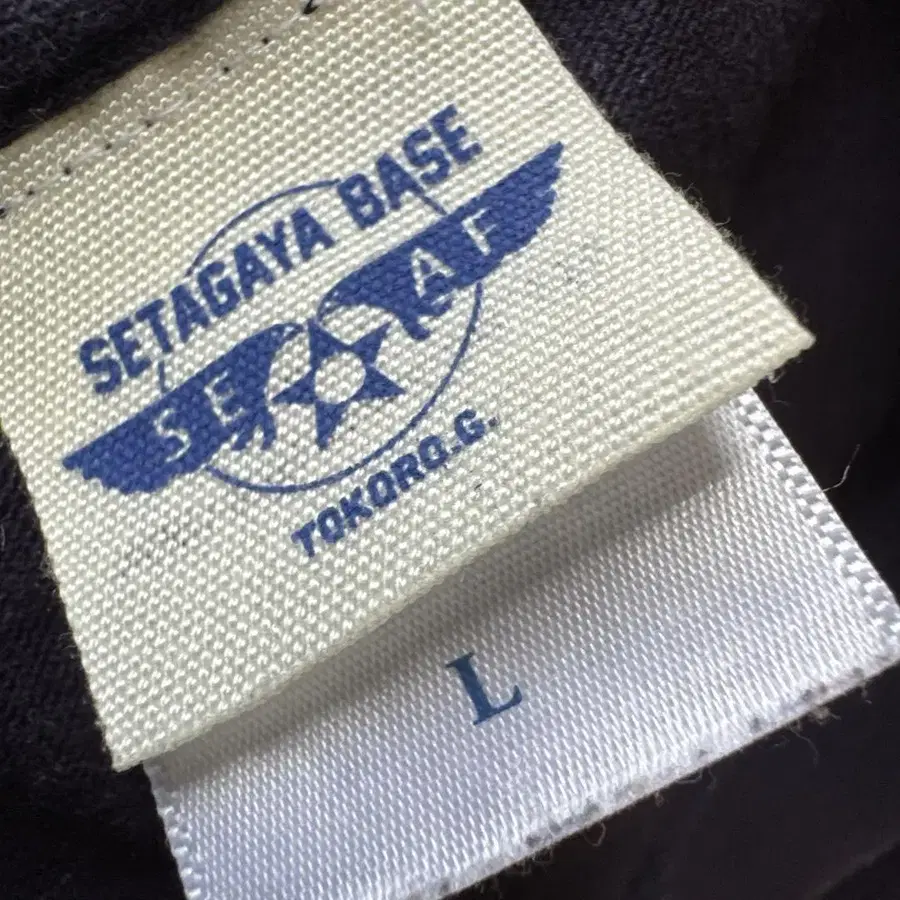 SETAGAYA BASE
SE AF
TOKORO.G.
L